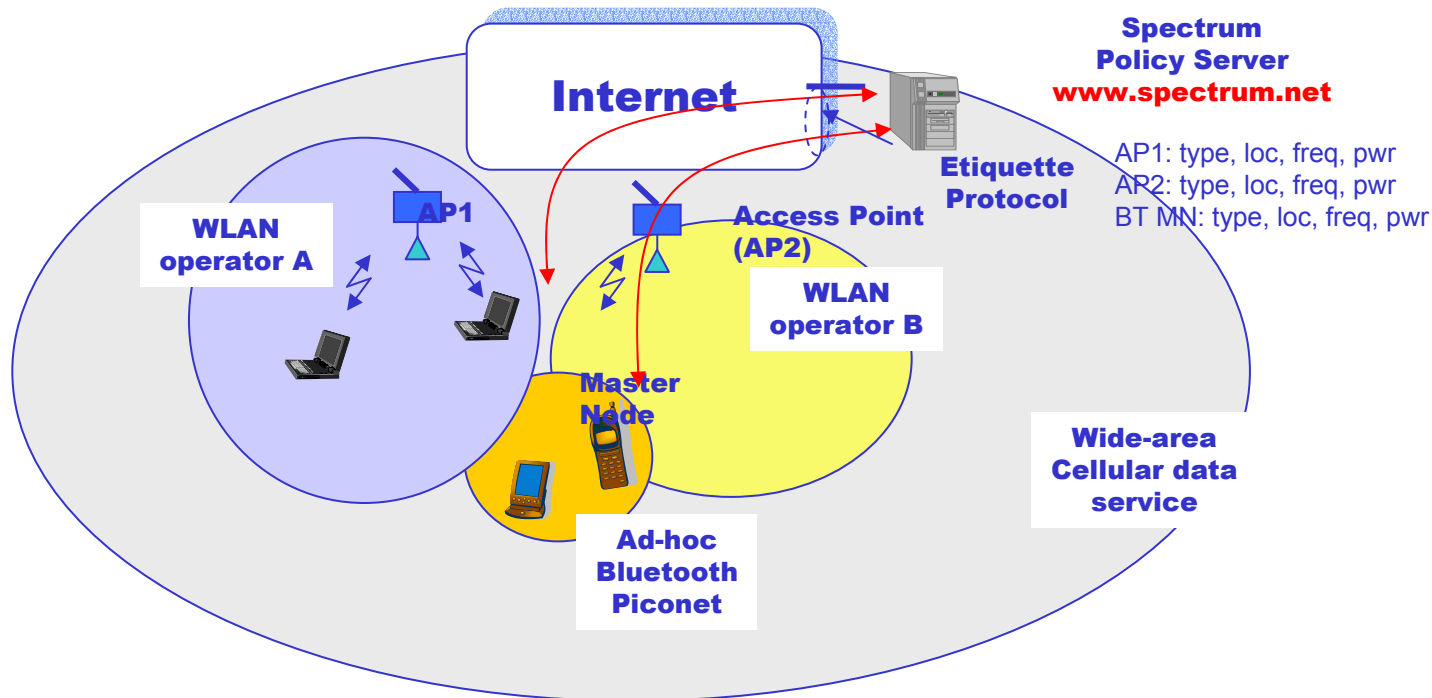 Internet
Spectrum
Policy Server
www.spectrum.net
Etiquette
Protocol
AP1: type, loc, freq, pwr
AP2: type, loc, freq, pwr
BT MN: type, loc, freq, pwr
AP1
WLAN
operator A
Access Point
(AP2)
WLAN
operator B
Master
Node
Wide-area
Cellular data
service
Ad-hoc
Bluetooth
Piconet